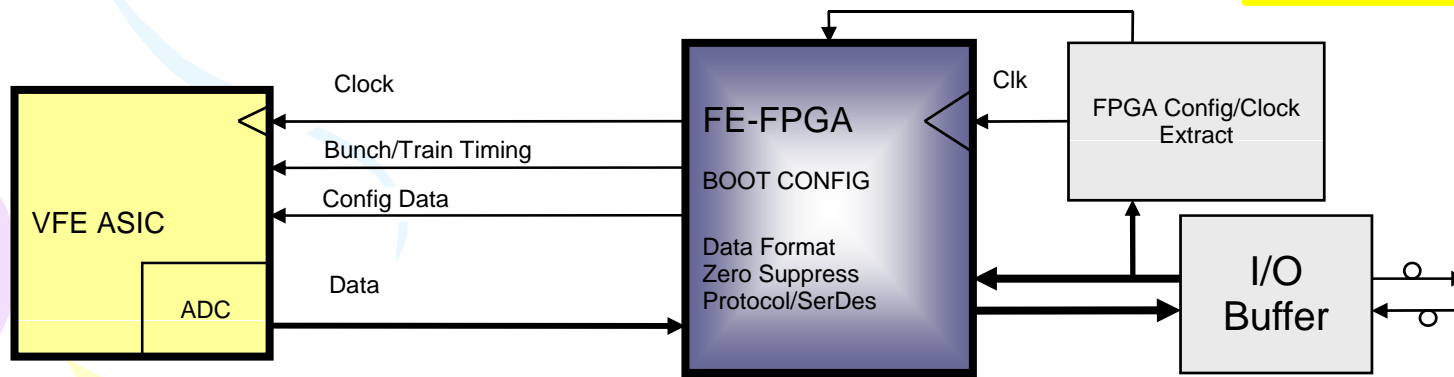 VFE ASIC
ADC
Clock
Bunch/Train Timing
Config Data
Data
FE-FPGA
BOOT CONFIG
Data Format
Zero Suppress
Protocol/SerDes
Clk
FPGA Config/Clock
Extract
I/O
Buffer